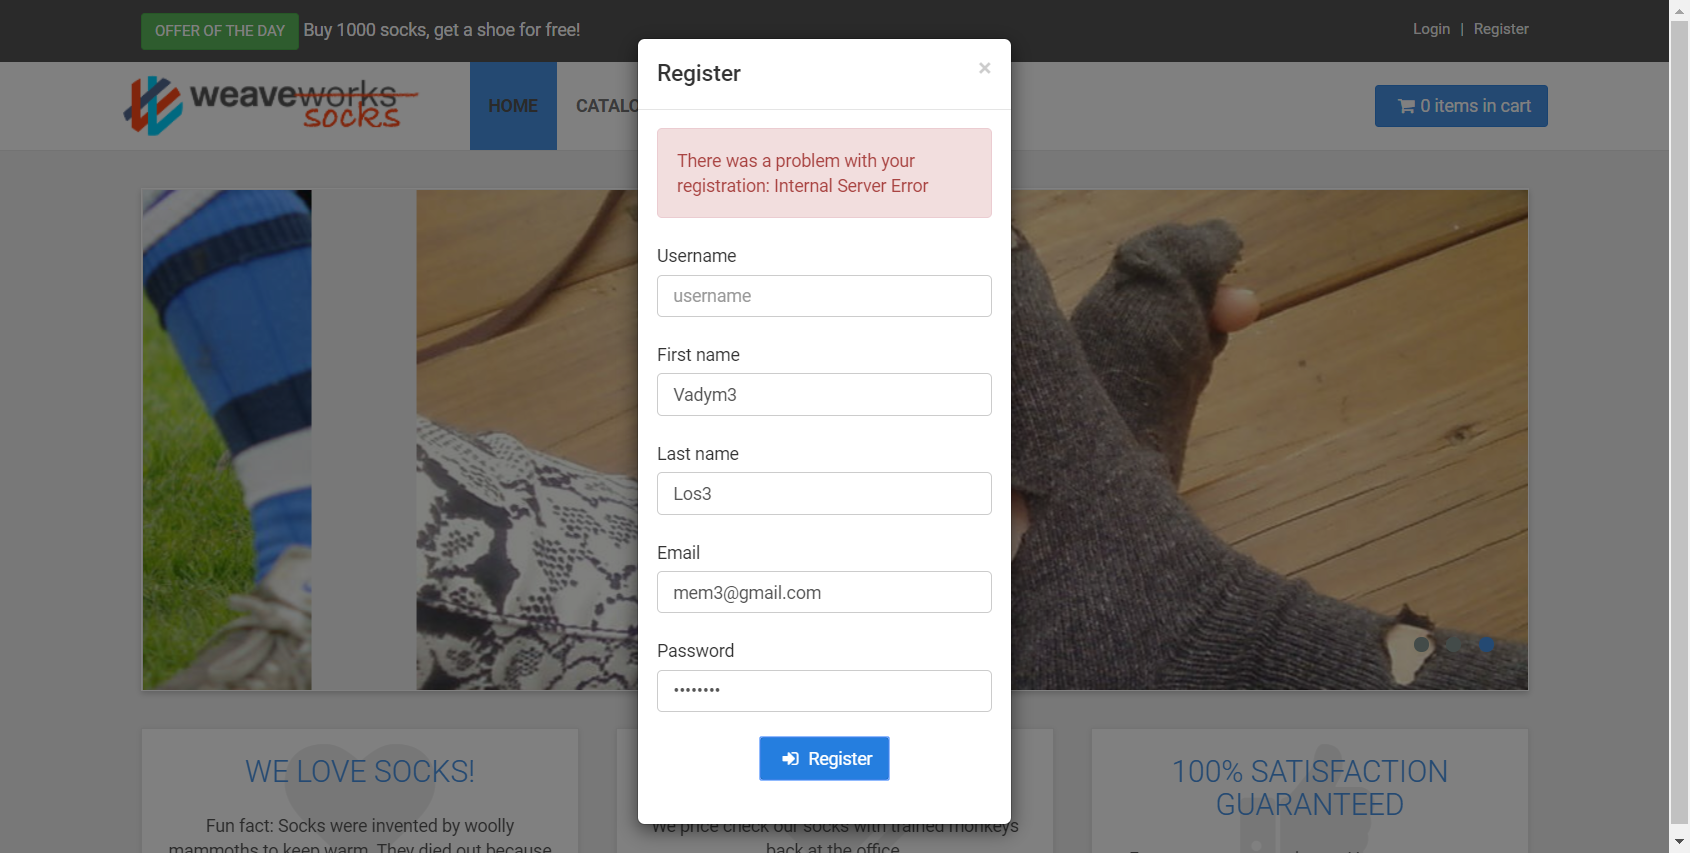 OFFER OF THE DAY Buy 1000 socks, get a shoe for free!
Login | Register
weaveworks
socks
HOME
CATALO
0 items in cart
Register
×
There was a problem with your
registration: Internal Server Error
Username
username
First name
Vadym3
Last name
Los3
Email
mem3@gmail.com
Password
••••••••
Register
WE LOVE SOCKS!
Fun fact: Socks were invented by woolly
mammoths to keep warm. They died out because
We price check our socks with trained monkeys
back at the office
100% SATISFACTION
GUARANTEED